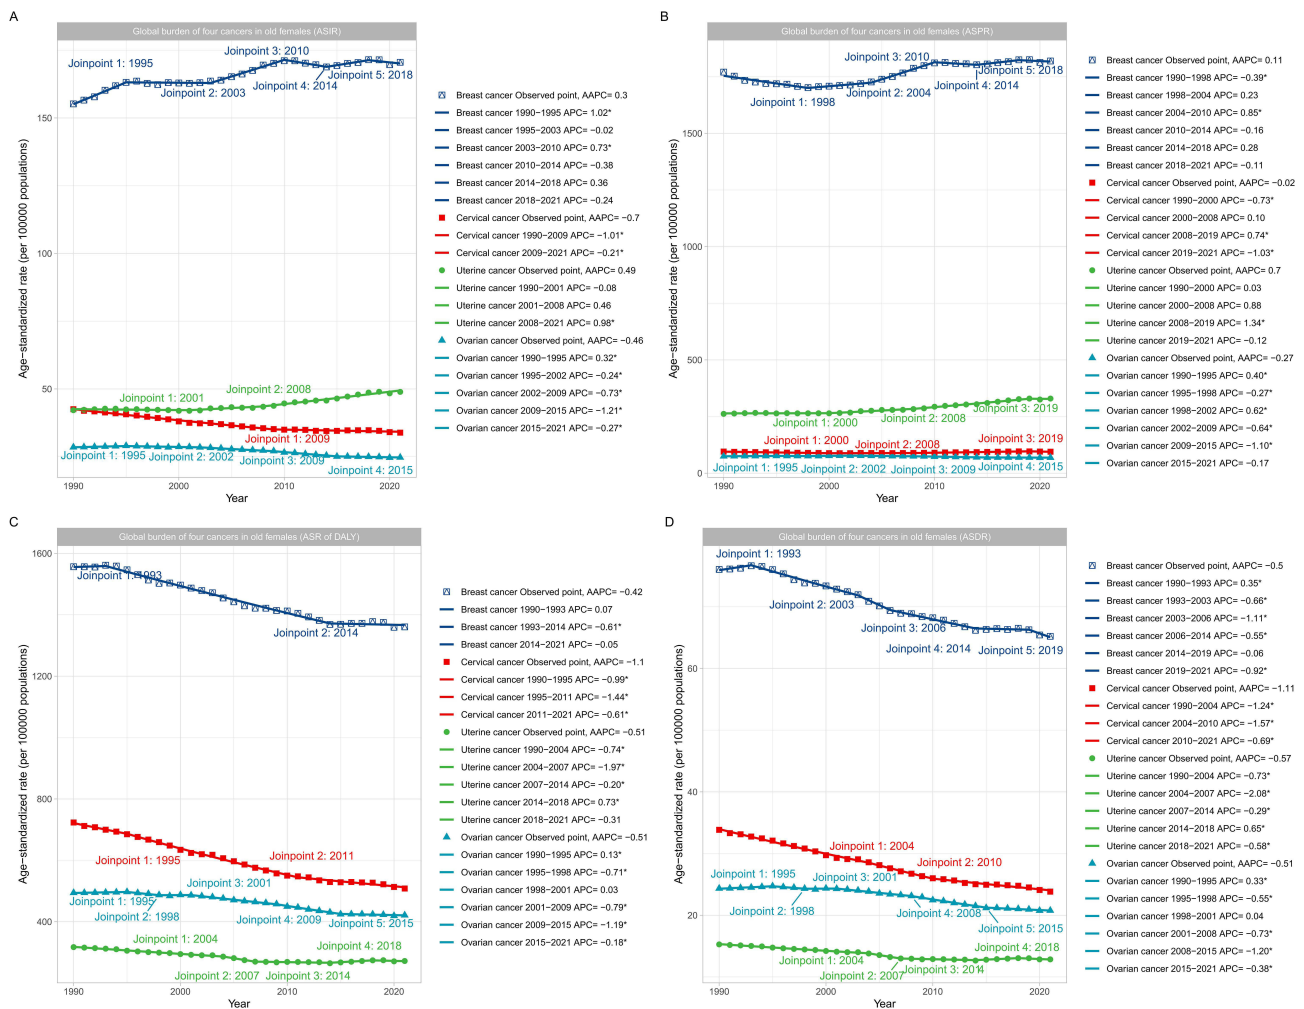 A
Global burden of four cancers in old females (ASIR)
Age−standardized rate (per 100000 populations)
150
100
50
1990
2000
2010
2020
Year
Joinpoint 1: 1995
Joinpoint 3: 2010
Joinpoint 2: 2003
Joinpoint 4: 2014
Joinpoint 5: 2018
Joinpoint 1: 2001
Joinpoint 2: 2008
Joinpoint 1: 2009
Joinpoint 1: 1995
Joinpoint 2: 2002
Joinpoint 3: 2009
Joinpoint 4: 2015
Breast cancer Observed point, AAPC= 0.3
Breast cancer 1990−1995 APC= 1.02*
Breast cancer 1995−2003 APC= −0.02
Breast cancer 2003−2010 APC= 0.73*
Breast cancer 2010−2014 APC= −0.38
Breast cancer 2014−2018 APC= 0.36
Breast cancer 2018−2021 APC= −0.24
Cervical cancer Observed point, AAPC= −0.7
Cervical cancer 1990−2009 APC= −1.01*
Cervical cancer 2009−2021 APC= −0.21*
Uterine cancer Observed point, AAPC= 0.49
Uterine cancer 1990−2001 APC= −0.08
Uterine cancer 2001−2008 APC= 0.46
Uterine cancer 2008−2021 APC= 0.98*
Ovarian cancer Observed point, AAPC= −0.46
Ovarian cancer 1990−1995 APC= 0.32*
Ovarian cancer 1995−2002 APC= −0.24*
Ovarian cancer 2002−2009 APC= −0.73*
Ovarian cancer 2009−2015 APC= −1.21*
Ovarian cancer 2015−2021 APC= −0.27*
B
Global burden of four cancers in old females (ASPR)
Age−standardized rate (per 100000 populations)
1500
1000
500
0
1990
2000
2010
2020
Year
Joinpoint 3: 2010
Joinpoint 5: 2018
Joinpoint 1: 1998
Joinpoint 2: 2004
Joinpoint 4: 2014
Joinpoint 1: 2000
Joinpoint 2: 2008
Joinpoint 3: 2019
Joinpoint 1: 2000
Joinpoint 2: 2008
Joinpoint 3: 2019
Joinpoint 1: 1995
Joinpoint 2: 2002
Joinpoint 3: 2009
Joinpoint 4: 2015
Breast cancer Observed point, AAPC= 0.11
Breast cancer 1990−1998 APC= −0.39*
Breast cancer 1998−2004 APC= 0.23
Breast cancer 2004−2010 APC= 0.85*
Breast cancer 2010−2014 APC= −0.16
Breast cancer 2014−2018 APC= 0.28
Breast cancer 2018−2021 APC= −0.11
Cervical cancer Observed point, AAPC= −0.02
Cervical cancer 1990−2000 APC= −0.73*
Cervical cancer 2000−2008 APC= 0.10
Cervical cancer 2008−2019 APC= 0.74*
Cervical cancer 2019−2021 APC= −1.03*
Uterine cancer Observed point, AAPC= 0.7
Uterine cancer 1990−2000 APC= 0.03
Uterine cancer 2000−2008 APC= 0.88
Uterine cancer 2008−2019 APC= 1.34*
Uterine cancer 2019−2021 APC= −0.12
Ovarian cancer Observed point, AAPC= −0.27
Ovarian cancer 1990−1995 APC= 0.40*
Ovarian cancer 1995−1998 APC= −0.27*
Ovarian cancer 1998−2002 APC= 0.62*
Ovarian cancer 2002−2009 APC= −0.64*
Ovarian cancer 2009−2015 APC= −1.10*
Ovarian cancer 2015−2021 APC= −0.17
C
Global burden of four cancers in old females (ASR of DALY)
Age−standardized rate (per 100000 populations)
1600
1200
800
400
1990
2000
2010
2020
Year
Joinpoint 1: 1993
Joinpoint 2: 2014
Joinpoint 1: 1995
Joinpoint 2: 2011
Joinpoint 3: 2001
Joinpoint 1: 1995
Joinpoint 2: 1998
Joinpoint 4: 2009
Joinpoint 5: 2015
Joinpoint 1: 2004
Joinpoint 4: 2018
Joinpoint 2: 2007
Joinpoint 3: 2014
Breast cancer Observed point, AAPC= −0.42
Breast cancer 1990−1993 APC= 0.07
Breast cancer 1993−2014 APC= −0.61*
Breast cancer 2014−2021 APC= −0.05
Cervical cancer Observed point, AAPC= −1.1
Cervical cancer 1990−1995 APC= −0.99*
Cervical cancer 1995−2011 APC= −1.44*
Cervical cancer 2011−2021 APC= −0.61*
Uterine cancer Observed point, AAPC= −0.51
Uterine cancer 1990−2004 APC= −0.74*
Uterine cancer 2004−2007 APC= −1.97*
Uterine cancer 2007−2014 APC= −0.20*
Uterine cancer 2014−2018 APC= 0.73*
Uterine cancer 2018−2021 APC= −0.31
Ovarian cancer Observed point, AAPC= −0.51
Ovarian cancer 1990−1995 APC= 0.13*
Ovarian cancer 1995−1998 APC= −0.71*
Ovarian cancer 1998−2001 APC= 0.03
Ovarian cancer 2001−2009 APC= −0.79*
Ovarian cancer 2009−2015 APC= −1.19*
Ovarian cancer 2015−2021 APC= −0.18*
D
Global burden of four cancers in old females (ASDR)
Age−standardized rate (per 100000 populations)
60
40
20
1990
2000
2010
2020
Year
Joinpoint 1: 1993
Joinpoint 2: 2003
Joinpoint 3: 2006
Joinpoint 4: 2014
Joinpoint 5: 2019
Joinpoint 1: 2004
Joinpoint 2: 2010
Joinpoint 1: 1995
Joinpoint 3: 2001
Joinpoint 2: 1998
Joinpoint 4: 2008
Joinpoint 5: 2015
Joinpoint 4: 2018
Joinpoint 1: 2004
Joinpoint 3: 2014
Joinpoint 2: 2007
Breast cancer Observed point, AAPC= −0.5
Breast cancer 1990−1993 APC= 0.35*
Breast cancer 1993−2003 APC= −0.66*
Breast cancer 2003−2006 APC= −1.11*
Breast cancer 2006−2014 APC= −0.55*
Breast cancer 2014−2019 APC= −0.06
Breast cancer 2019−2021 APC= −0.92*
Cervical cancer Observed point, AAPC= −1.11
Cervical cancer 1990−2004 APC= −1.24*
Cervical cancer 2004−2010 APC= −1.57*
Cervical cancer 2010−2021 APC= −0.69*
Uterine cancer Observed point, AAPC= −0.57
Uterine cancer 1990−2004 APC= −0.73*
Uterine cancer 2004−2007 APC= −2.08*
Uterine cancer 2007−2014 APC= −0.29*
Uterine cancer 2014−2018 APC= 0.65*
Uterine cancer 2018−2021 APC= −0.58*
Ovarian cancer Observed point, AAPC= −0.51
Ovarian cancer 1990−1995 APC= 0.33*
Ovarian cancer 1995−1998 APC= −0.55*
Ovarian cancer 1998−2001 APC= 0.04
Ovarian cancer 2001−2008 APC= −0.73*
Ovarian cancer 2008−2015 APC= −1.20*
Ovarian cancer 2015−2021 APC= −0.38*